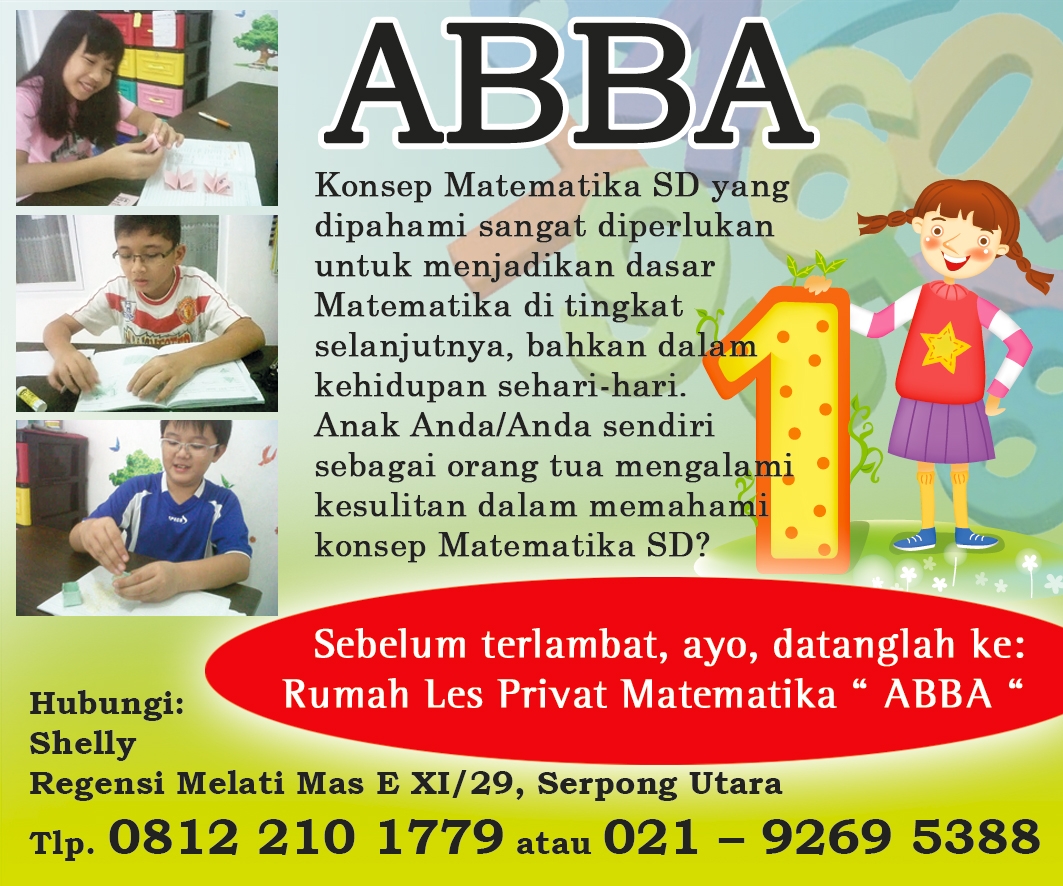 ABBA
Konsep Matematika SD yang
dipahami sangat diperlukan
untuk menjadikan dasar
Matematika di tingkat
selanjutnya, bahkan dalam
kehidupan sehari-hari.
Anak Anda/Anda sendiri
sebagai orang tua mengalami
kesulitan dalam memahami
konsep Matematika SD?
1
Sebelum terlambat, ayo, datanglah ke:
Rumah Les Privat Matematika “ ABBA “
Hubungi:
Shelly
Regensi Melati Mas E XI/29, Serpong Utara
Tlp. 0812 210 1779 atau 021 – 9269 5388